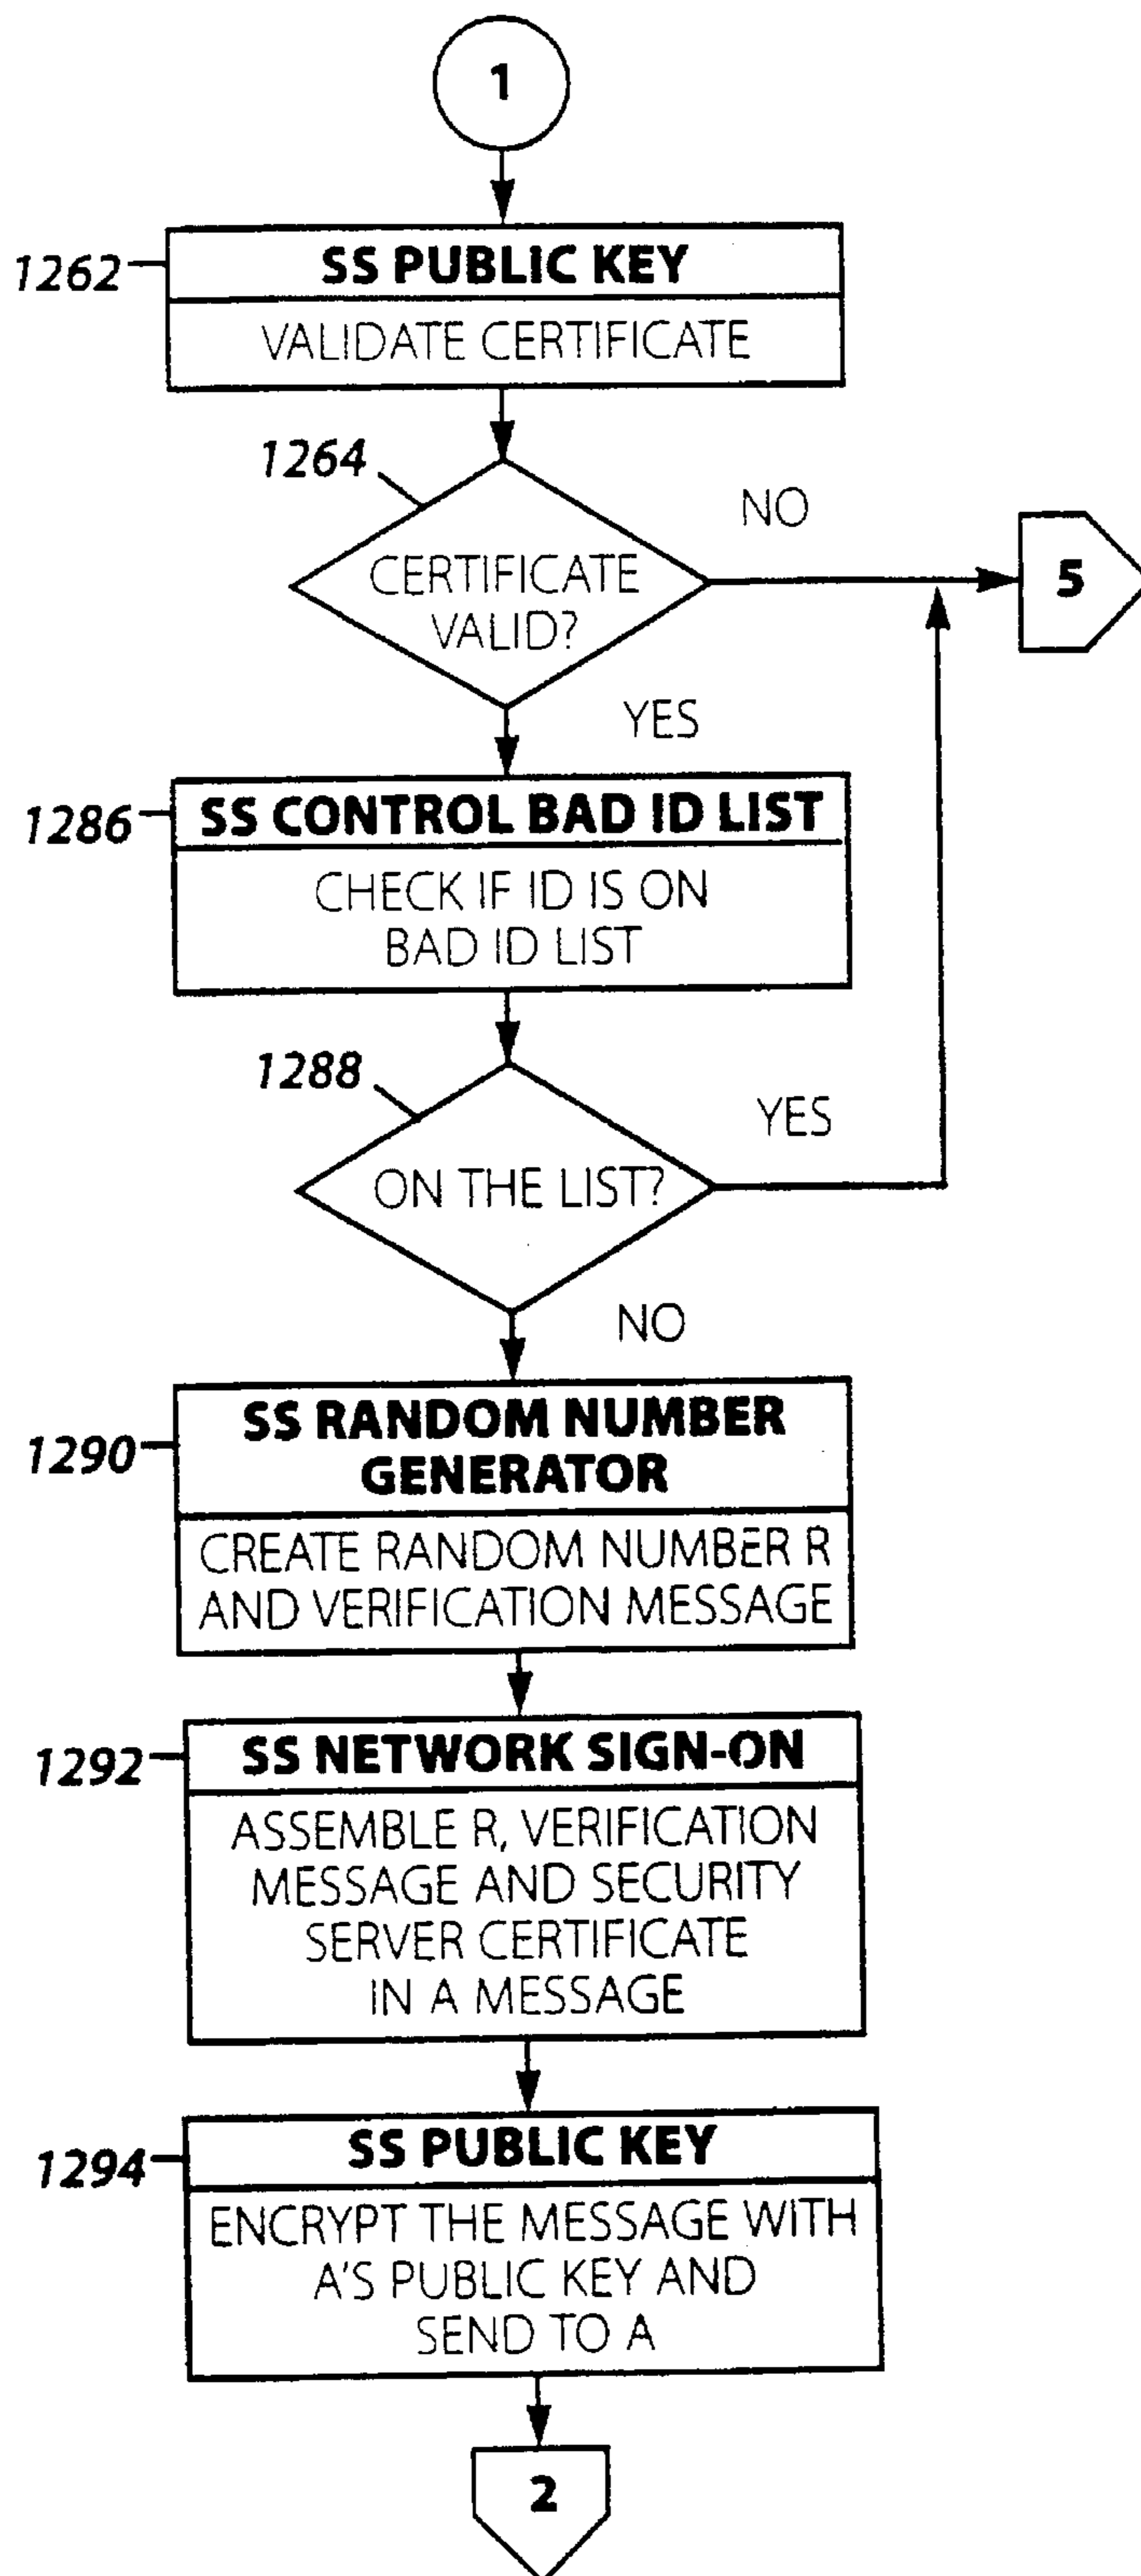 1
1262
SS PUBLIC KEY
VALIDATE CERTIFICATE
1264
NO
CERTIFICATE
VALID?
5
YES
1286
SS CONTROL BAD ID LIST
CHECK IF ID IS ON
BAD ID LIST
1288
YES
ON THE LIST?
NO
1290
SS RANDOM NUMBER
GENERATOR
CREATE RANDOM NUMBER R
AND VERIFICATION MESSAGE
1292
SS NETWORK SIGN-ON
ASSEMBLE R, VERIFICATION
MESSAGE AND SECURITY
SERVER CERTIFICATE
IN A MESSAGE
1294
SS PUBLIC KEY
ENCRYPT THE MESSAGE WITH
A'S PUBLIC KEY AND
SEND TO A
2